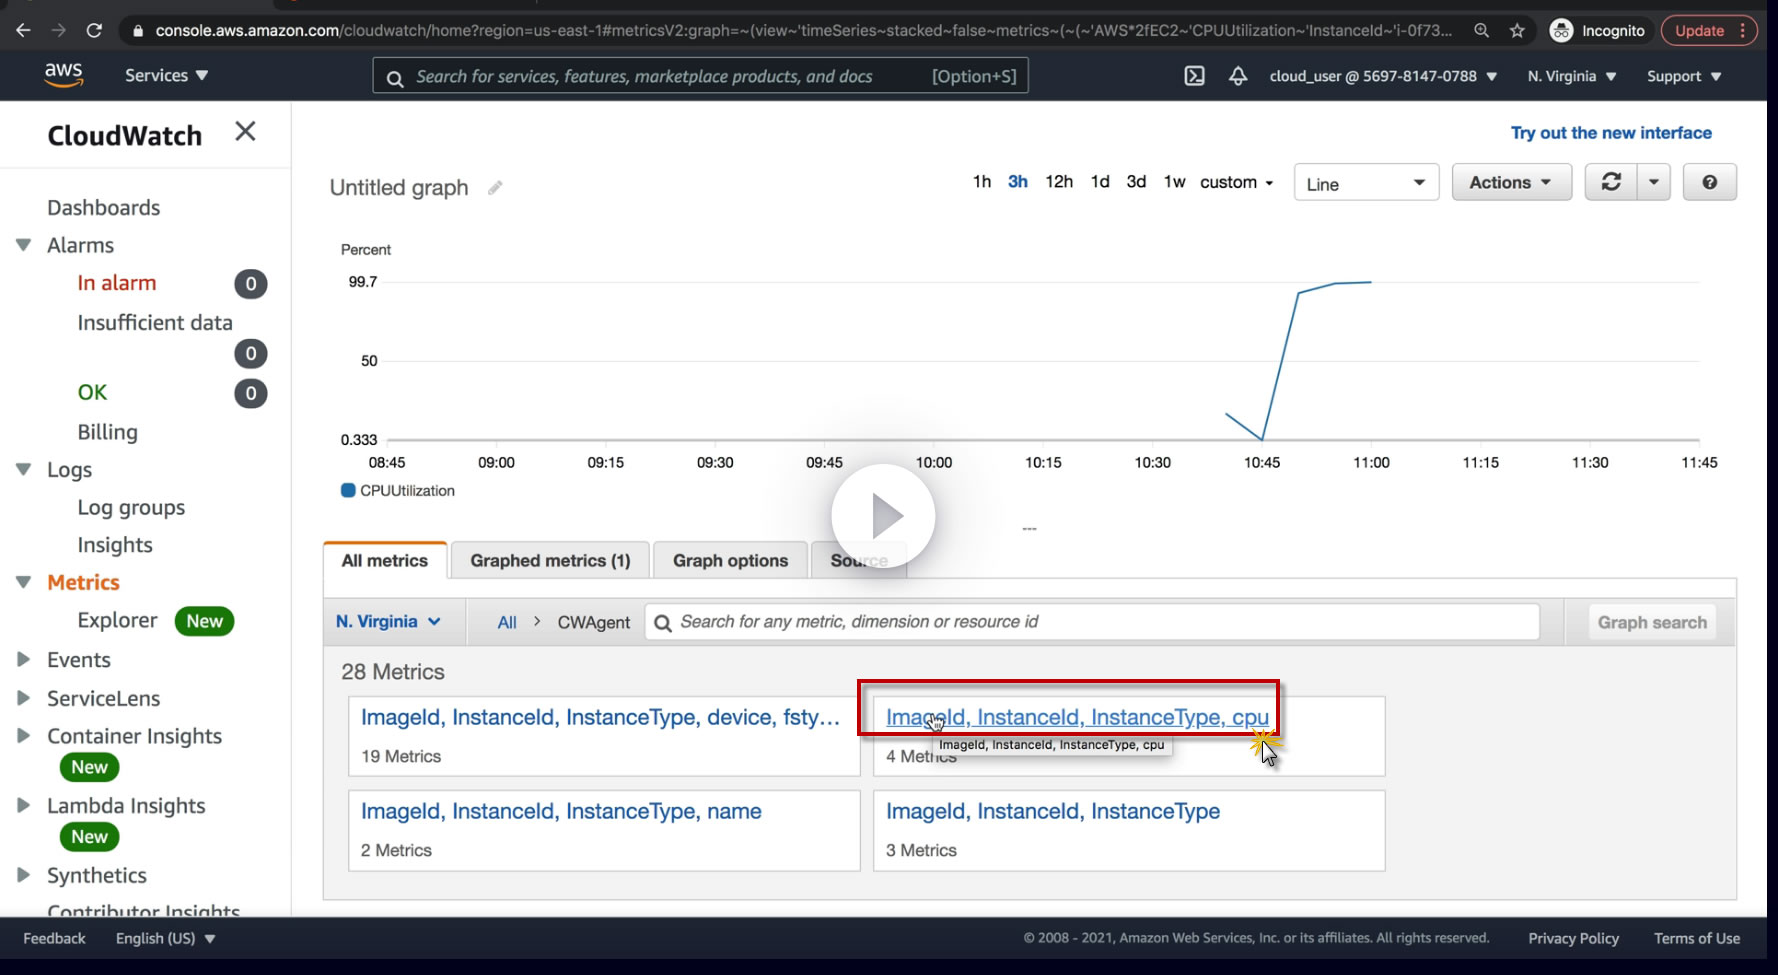 console.aws.amazon.com/cloudwatch/home?region=us-east-1#metricsV2:graph=~(view~'timeSeries~stacked~false~metrics~(~(~'AWS*2fEC2~'CPUUtilization~'InstanceId~'i-0f73... Incognito Update
aws Services Search for services, features, marketplace products, and docs [Option+S] cloud_user @ 5697-8147-0788 N. Virginia Support
CloudWatch
Dashboards
Alarms
In alarm 0
Insufficient data
0
OK 0
Billing
Logs
Log groups
Insights
Metrics
Explorer New
Events
ServiceLens
Container Insights
New
Lambda Insights
New
Synthetics
Contributor Insights
Try out the new interface
Untitled graph 1h 3h 12h 1d 3d 1w custom Line Actions ?
Percent
99.7
50
0.333
08:45 09:00 09:15 09:30 09:45 10:00 10:15 10:30 10:45 11:00 11:15 11:30 11:45
CPUUtilization
All metrics Graphed metrics (1) Graph options Source
N. Virginia All > CWAgent Search for any metric, dimension or resource id Graph search
28 Metrics
ImageId, InstanceId, InstanceType, device, fsty...
19 Metrics
ImageId, InstanceId, InstanceType, cpu
ImageId, InstanceId, InstanceType, cpu
4 Metrics
ImageId, InstanceId, InstanceType, name
2 Metrics
ImageId, InstanceId, InstanceType
3 Metrics
Feedback English (US) © 2008 - 2021, Amazon Web Services, Inc. or its affiliates. All rights reserved. Privacy Policy Terms of Use